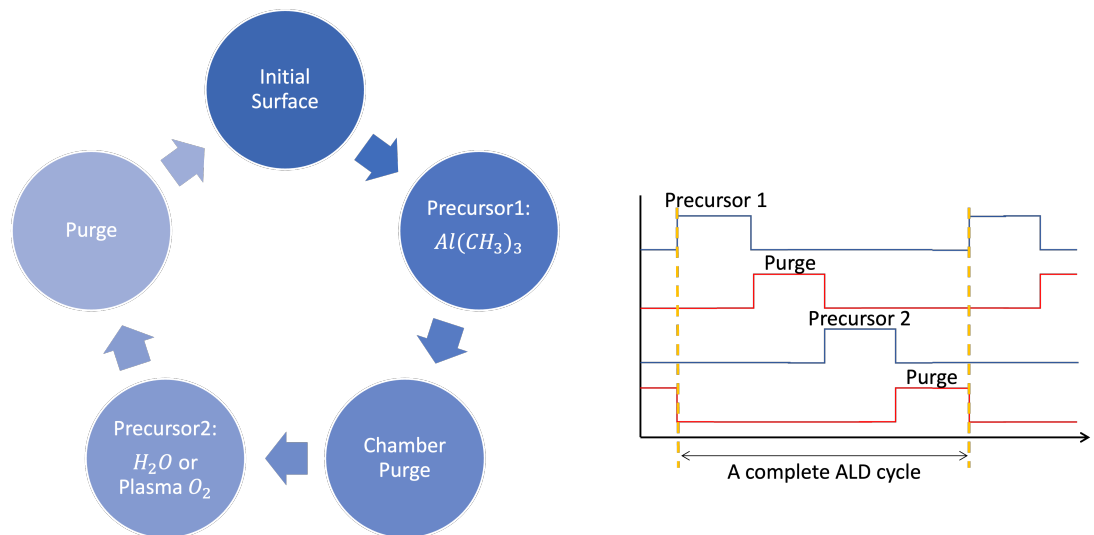 Initial
Surface
Precursor1:
Al(CH₃)₃
Chamber
Purge
Precursor2:
H₂O or
Plasma O₂
Purge
Precursor 1
Purge
Precursor 2
Purge
A complete ALD cycle